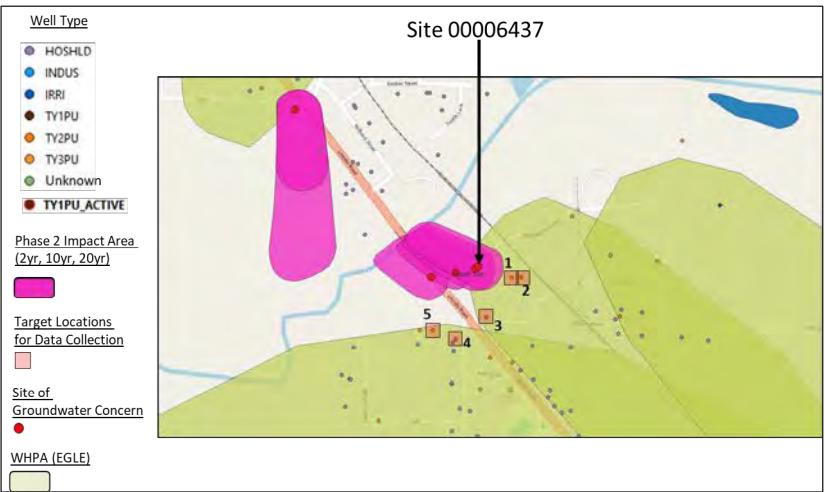 Well Type
HOSHLD
INDUS
IRRI
TY1PU
TY2PU
TY3PU
Unknown
TY1PU_ACTIVE
Phase 2 Impact Area
(2yr, 10yr, 20yr)
Target Locations
for Data Collection
Site of
Groundwater Concern
WHPA (EGLE)
Site 00006437
1
2
3
4
5